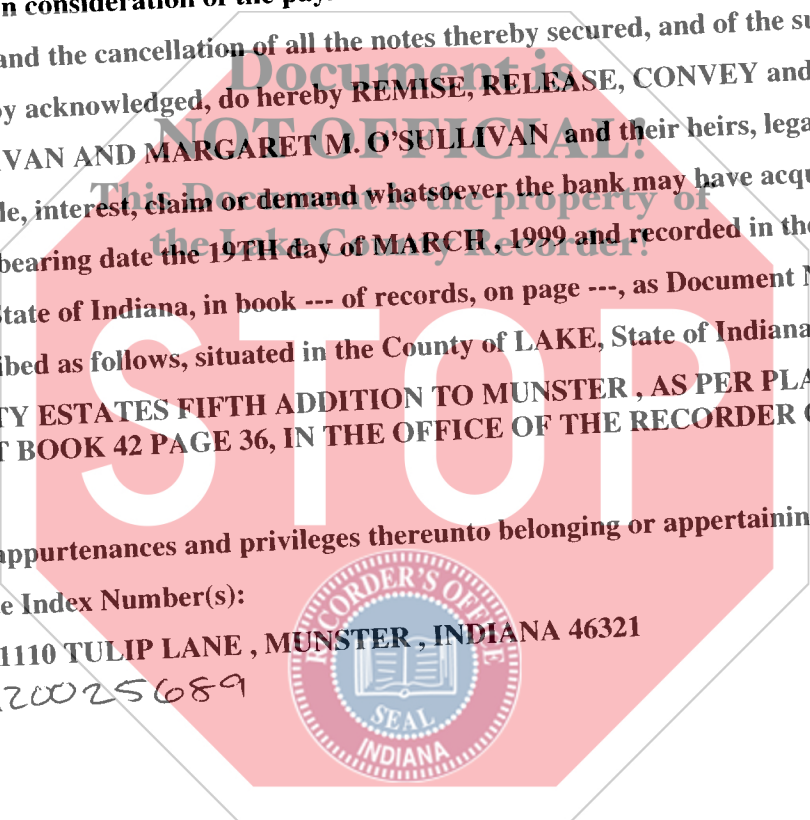 n consideration of the pay
and the cancellation of all the notes thereby secured, and of the su
by acknowledged, do hereby REMISE, RELEASE, CONVEY and
VAN AND MARGARET M. O'SULLIVAN and their heirs, lega
le, interest, claim or demand whatsoever the bank may have acqu
bearing date the 19TH day of MARCH , 1999 and recorded in the
State of Indiana, in book --- of records, on page ---, as Document N
ibed as follows, situated in the County of LAKE, State of Indiana
TY ESTATES FIFTH ADDITION TO MUNSTER , AS PER PLA
T BOOK 42 PAGE 36, IN THE OFFICE OF THE RECORDER O
appurtenances and privileges thereunto belonging or appertainin
e Index Number(s):
1110 TULIP LANE , MUNSTER , INDIANA 46321
20025689
Document is
NOT OFFICIAL!
This Document is the property of
the Lake County Recorder!
STOP
RECORDER'S OFFICE
SEAL
INDIANA